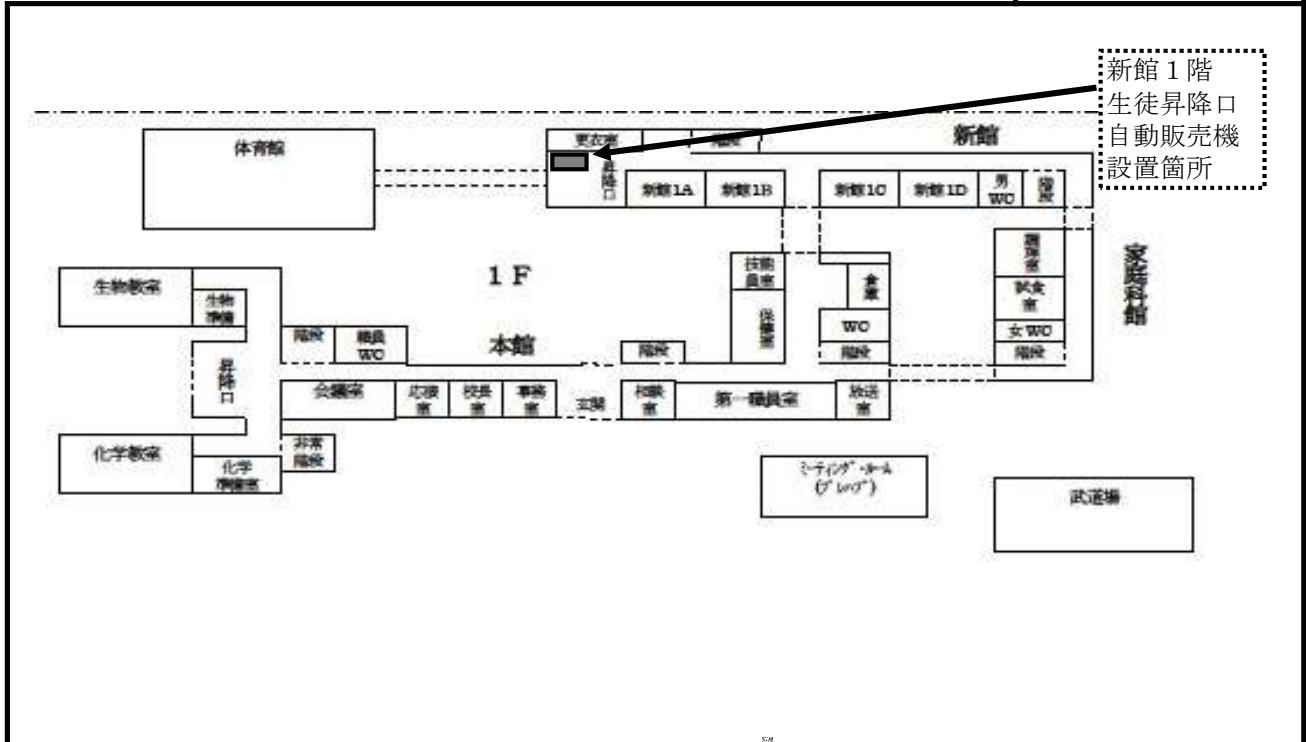 新館１階
生徒昇降口
自動販売機
設置箇所
体育館
更衣室
階段
新館
昇降口
新館1A
新館1B
新館1C
新館1D
男
WC
階段
生物教室
生物
準備
１F
技能
員室
倉庫
調理室
試食
室
家庭科館
階段
職員
WC
本館
階段
保健室
WC
階段
女WC
階段
昇降口
会議室
応接
室
校長
室
事務
室
玄関
相談
室
第一職員室
放送
室
化学教室
化学
準備室
非常
階段
ﾐｰﾃｨﾝｸﾞ・ﾙｰﾑ
(ﾌﾟﾚﾊﾌﾞ)
武道場